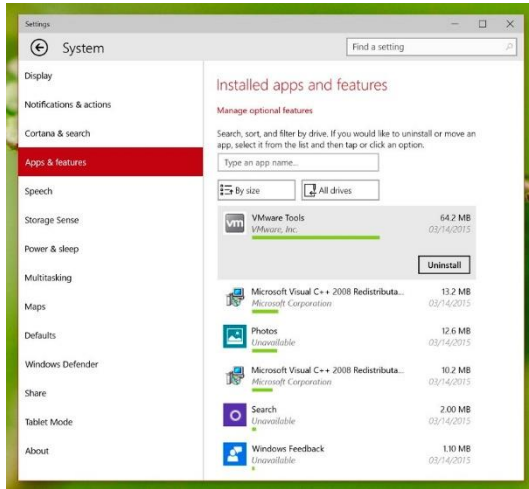 Settings
System
Find a setting
Display
Notifications & actions
Cortana & search
Apps & features
Speech
Storage Sense
Power & sleep
Multitasking
Maps
Defaults
Windows Defender
Share
Tablet Mode
About
Installed apps and features
Manage optional features
Search, sort, and filter by drive. If you would like to uninstall or move an
app, select it from the list and then tap or click an option.
Type an app name...
By size
All drives
vm
VMware Tools 64.2 MB
VMware, Inc. 03/14/2015
Uninstall
Microsoft Visual C++ 2008 Redistributa... 13.2 MB
Microsoft Corporation 03/14/2015
Photos 12.6 MB
Unavailable 03/14/2015
Microsoft Visual C++ 2008 Redistributa... 10.2 MB
Microsoft Corporation 03/14/2015
Search 2.00 MB
Unavailable 03/14/2015
Windows Feedback 1.10 MB
Unavailable 03/14/2015